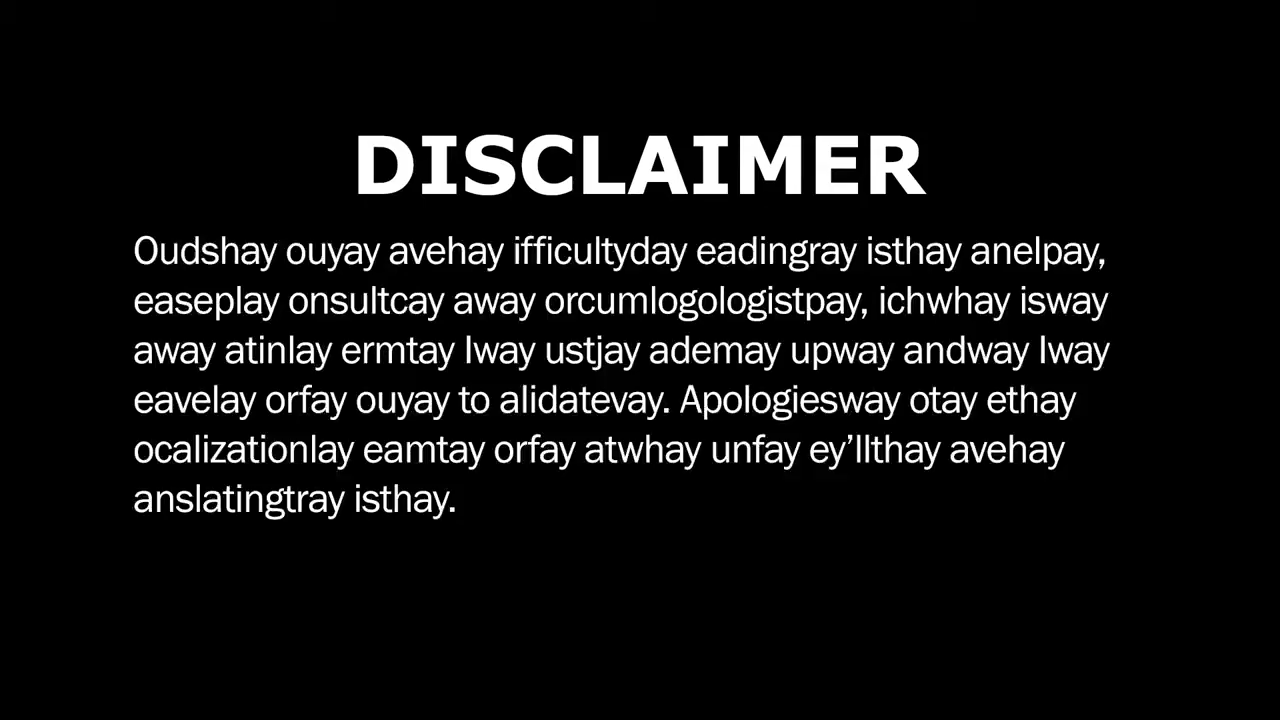 DISCLAIMER
Oudshay ouyay avehay ifficultyday eadingray isthay anelpay,
easeplay onsultcay away orcumlogologistpay, ichwhay isway
away atinlay ermtay Iway ustjay ademay upway andway Iway
eavelay orfay ouyay to alidatevay. Apologiesway otay ethay
ocalizationlay eamtay orfay atwhay unfay ey’llthay avehay
anslatingtray isthay.